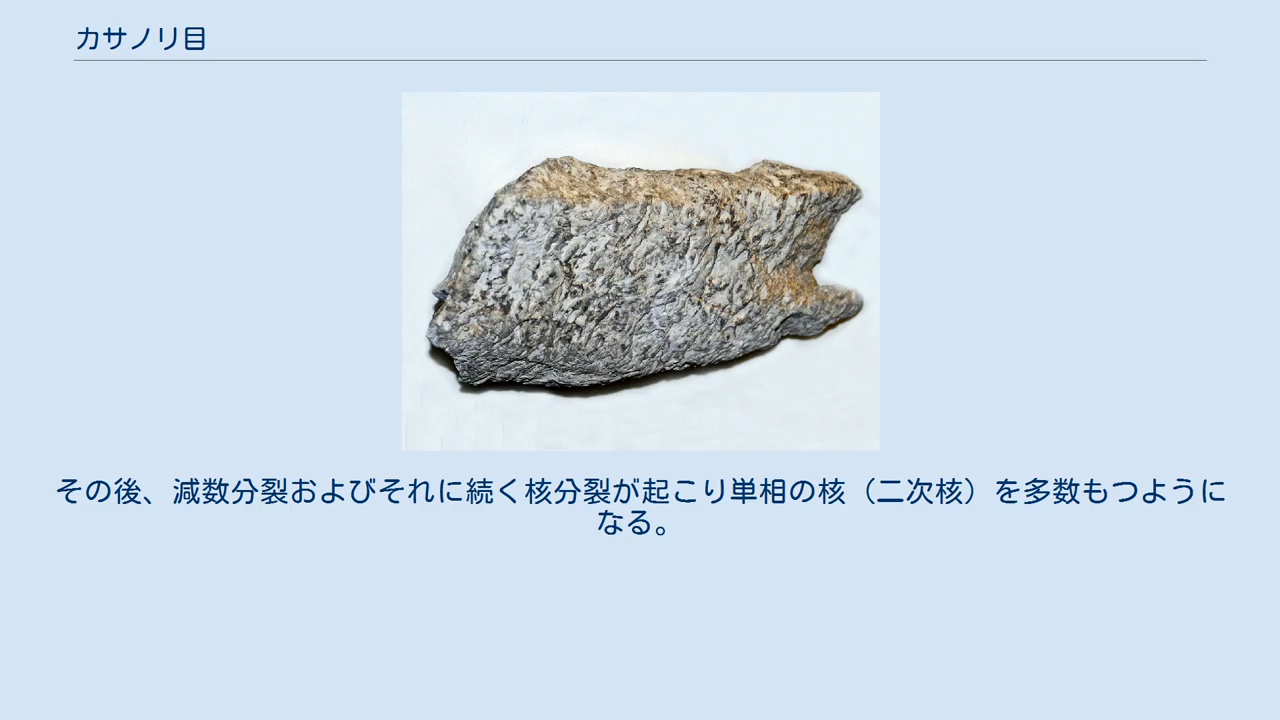 カサノリ目
その後、減数分裂およびそれに続く核分裂が起こり単相の核（二次核）を多数もつように
なる。